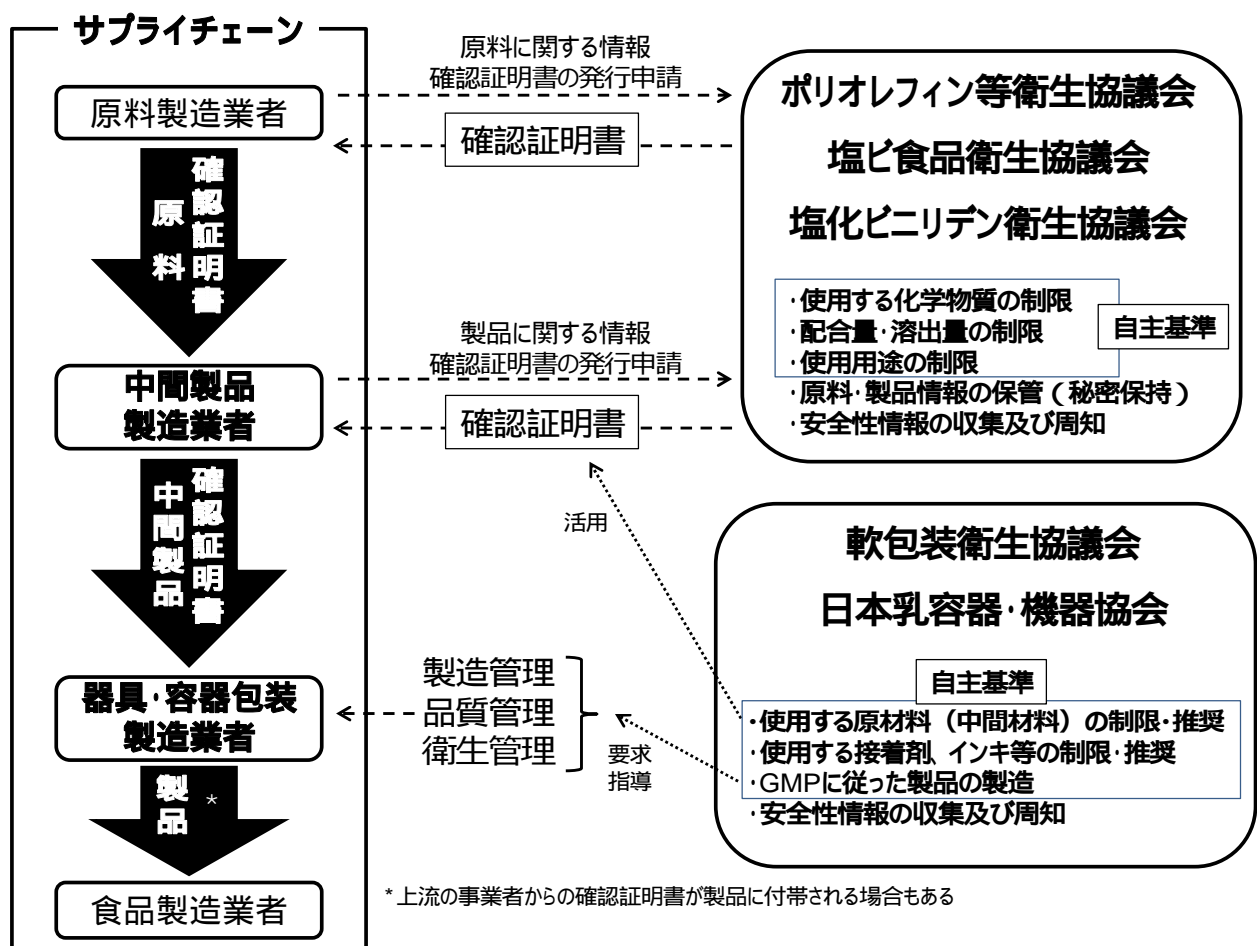 サプライチェーン
原料製造業者
確認証明書
原料
中間製品
製造業者
確認証明書
中間製品
器具・容器包装
製造業者
製品 *
食品製造業者
原料に関する情報
確認証明書の発行申請
確認証明書
製品に関する情報
確認証明書の発行申請
確認証明書
活用
製造管理
品質管理
衛生管理
要求
指導
ポリオレフィン等衛生協議会
塩ビ食品衛生協議会
塩化ビニリデン衛生協議会
・使用する化学物質の制限
・配合量・溶出量の制限
・使用用途の制限
自主基準
・原料・製品情報の保管（秘密保持）
・安全性情報の収集及び周知
軟包装衛生協議会
日本乳容器・機器協会
自主基準
・使用する原材料（中間材料）の制限・推奨
・使用する接着剤、インキ等の制限・推奨
・GMPに従った製品の製造
・安全性情報の収集及び周知
* 上流の事業者からの確認証明書が製品に付帯される場合もある